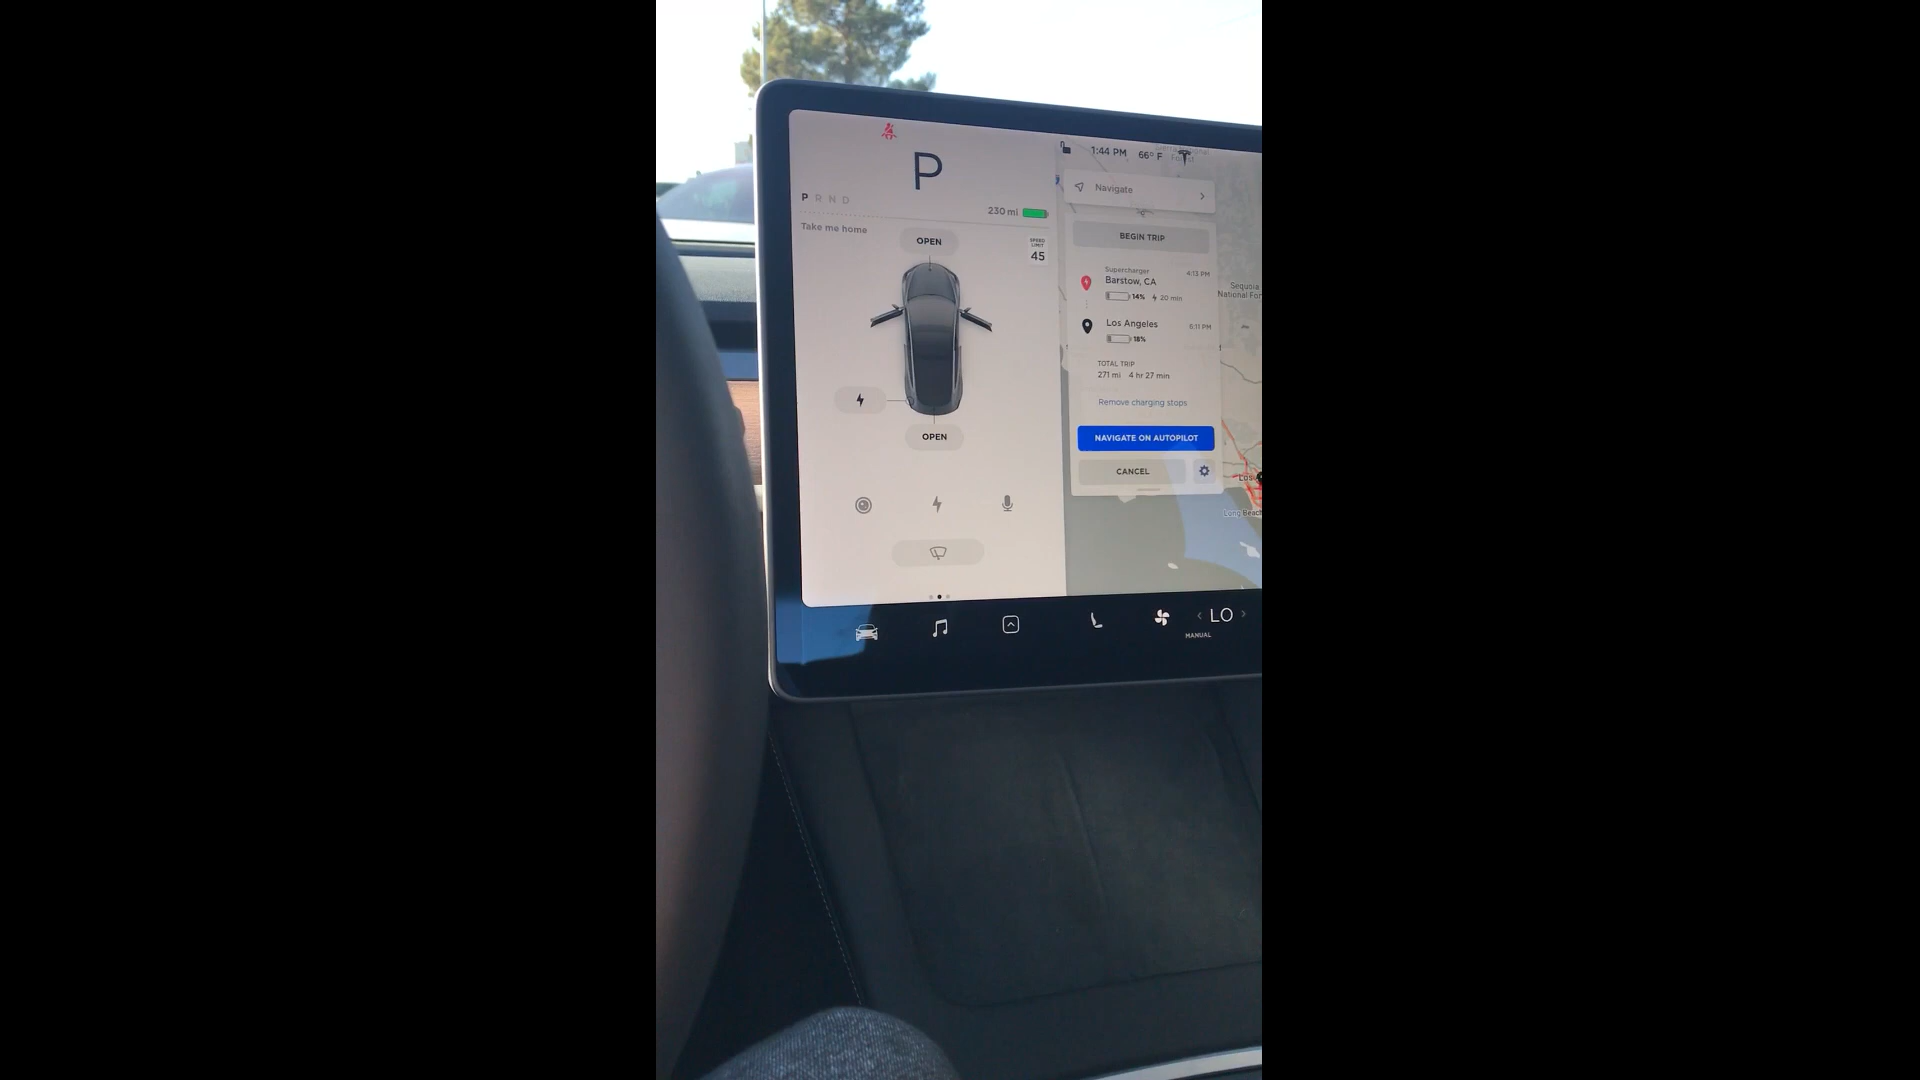 P
P R N D
230 mi
Take me home
OPEN
SPEED
LIMIT
45
OPEN
1:44 PM 66° F
Navigate
BEGIN TRIP
Supercharger
Barstow, CA
4:13 PM
14% 20 min
Los Angeles
6:11 PM
18%
TOTAL TRIP
271 mi 4 hr 27 min
Remove charging stops
NAVIGATE ON AUTOPILOT
CANCEL
Sequoia
National For
Long Beach
LO
MANUAL